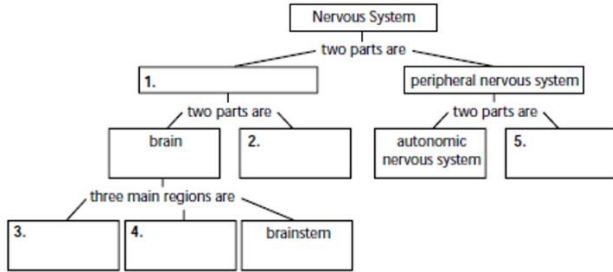 Nervous System
two parts are
1.
peripheral nervous system
two parts are
two parts are
brain
2.
autonomic
nervous system
5.
three main regions are
3.
4.
brainstem